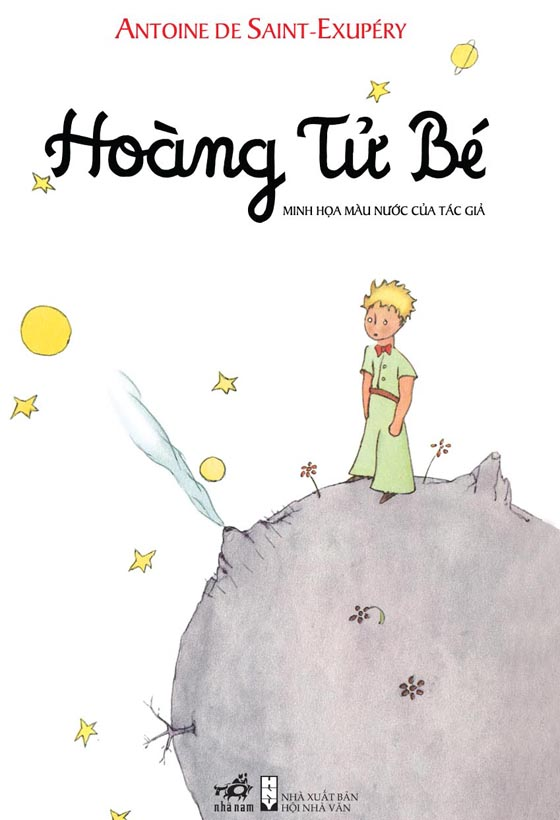 ANTOINE DE SAINT-EXUPÉRY
Hoàng Tử Bé
MINH HỌA MÀU NƯỚC CỦA TÁC GIẢ
nhã nam
NHÀ XUẤT BẢN
HỘI NHÀ VĂN